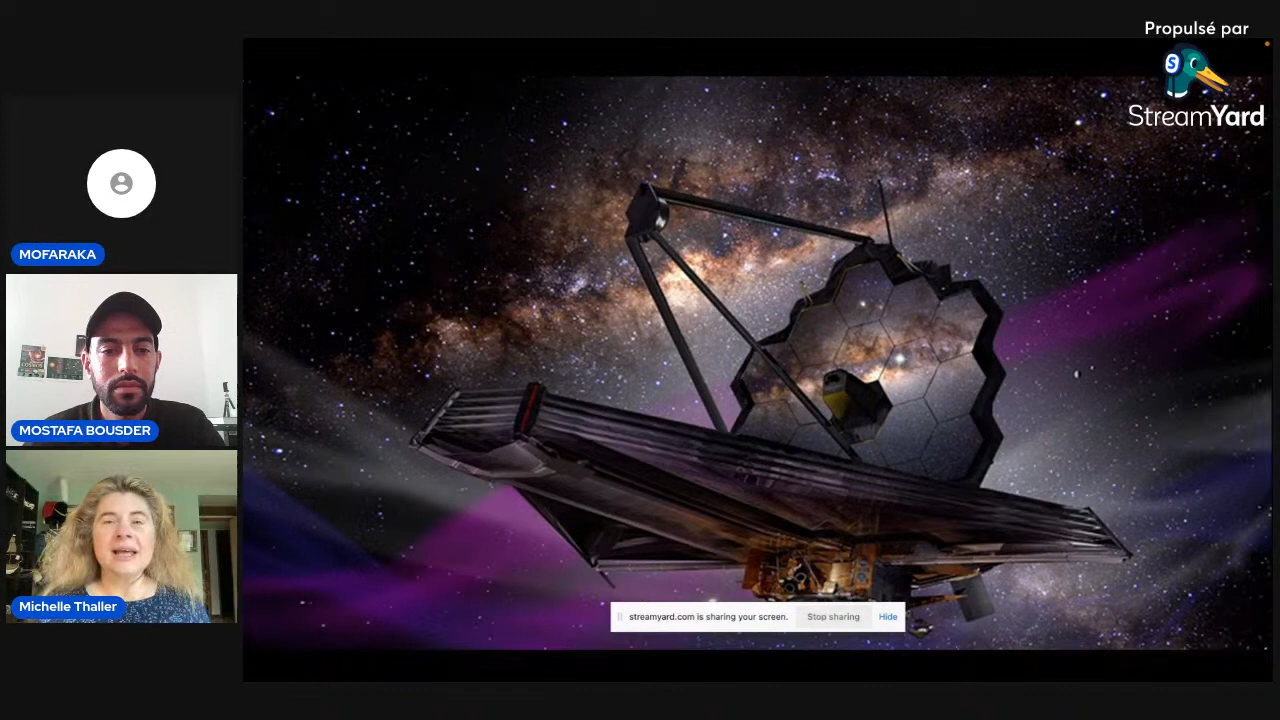 Propulsé par
StreamYard
MOFARAKA
MOSTAFA BOUSDER
Michelle Thaller
streamyard.com is sharing your screen. Stop sharing Hide